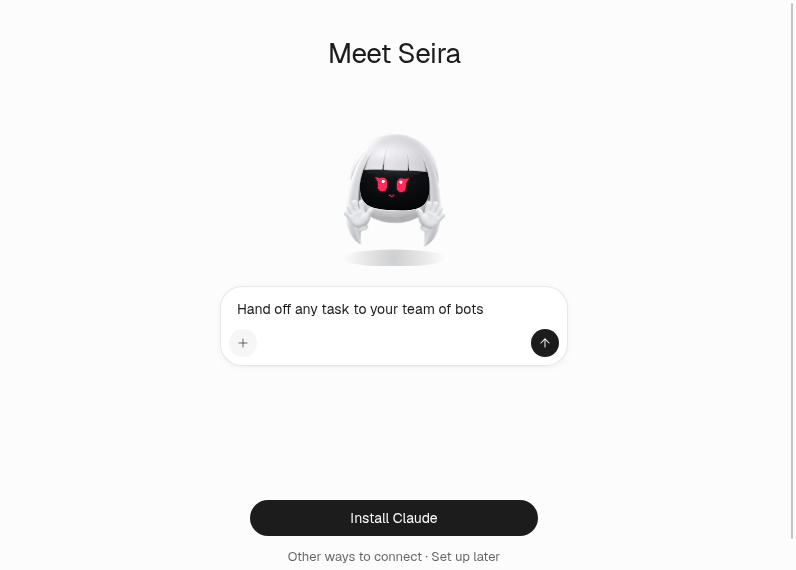 Meet Seira
Hand off any task to your team of bots
Install Claude
Other ways to connect · Set up later